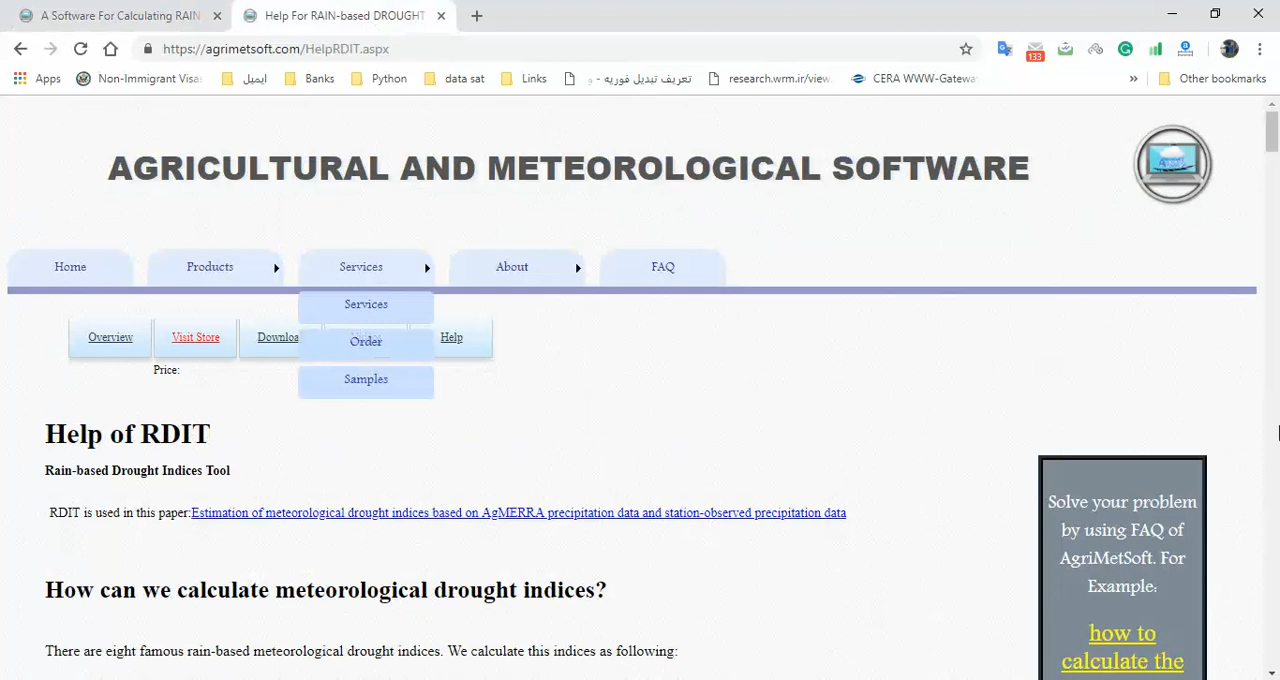 A Software For Calculating RAIN
Help For RAIN-based DROUGHT
https://agrimetsoft.com/HelpRDIT.aspx
133
Apps
Non-Immigrant Visa
ایمیل
Banks
Python
data sat
Links
تعریف تبدیل فوریه - و
research.wrm.ir/view
CERA WWW-Gatewa
»
Other bookmarks
AGRICULTURAL AND METEOROLOGICAL SOFTWARE
Home
Products
Services
About
FAQ
Services
Order
Samples
Overview
Visit Store
Downloa
Help
Price:
Help of RDIT
Rain-based Drought Indices Tool
RDIT is used in this paper:Estimation of meteorological drought indices based on AgMERRA precipitation data and station-observed precipitation data
How can we calculate meteorological drought indices?
There are eight famous rain-based meteorological drought indices. We calculate this indices as following:
Solve your problem
by using FAQ of
AgriMetSoft. For
Example:
how to
calculate the